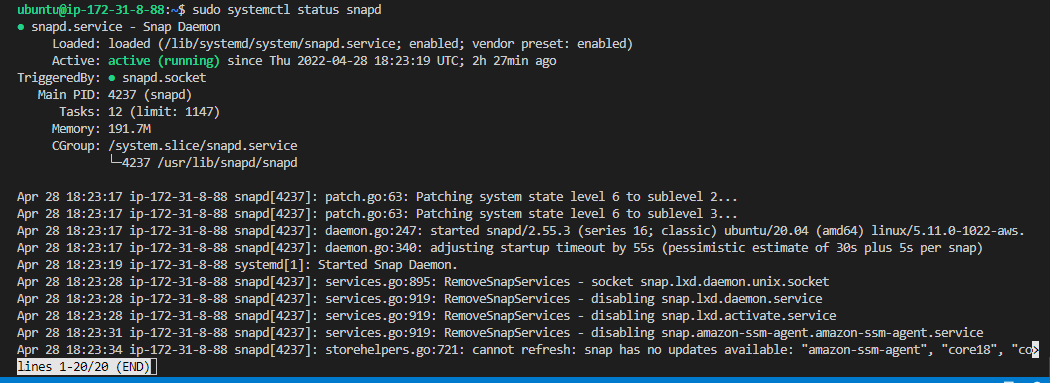 ubuntu@ip-172-31-8-88:~$ sudo systemctl status snapd
● snapd.service - Snap Daemon
Loaded: loaded (/lib/systemd/system/snapd.service; enabled; vendor preset: enabled)
Active: active (running) since Thu 2022-04-28 18:23:19 UTC; 2h 27min ago
TriggeredBy: ● snapd.socket
Main PID: 4237 (snapd)
Tasks: 12 (limit: 1147)
Memory: 191.7M
CGroup: /system.slice/snapd.service
└─4237 /usr/lib/snapd/snapd
Apr 28 18:23:17 ip-172-31-8-88 snapd[4237]: patch.go:63: Patching system state level 6 to sublevel 2...
Apr 28 18:23:17 ip-172-31-8-88 snapd[4237]: patch.go:63: Patching system state level 6 to sublevel 3...
Apr 28 18:23:17 ip-172-31-8-88 snapd[4237]: daemon.go:247: started snapd/2.55.3 (series 16; classic) ubuntu/20.04 (amd64) linux/5.11.0-1022-aws.
Apr 28 18:23:17 ip-172-31-8-88 snapd[4237]: daemon.go:340: adjusting startup timeout by 55s (pessimistic estimate of 30s plus 5s per snap)
Apr 28 18:23:19 ip-172-31-8-88 systemd[1]: Started Snap Daemon.
Apr 28 18:23:28 ip-172-31-8-88 snapd[4237]: services.go:895: RemoveSnapServices - socket snap.lxd.daemon.unix.socket
Apr 28 18:23:28 ip-172-31-8-88 snapd[4237]: services.go:919: RemoveSnapServices - disabling snap.lxd.daemon.service
Apr 28 18:23:28 ip-172-31-8-88 snapd[4237]: services.go:919: RemoveSnapServices - disabling snap.lxd.activate.service
Apr 28 18:23:31 ip-172-31-8-88 snapd[4237]: services.go:919: RemoveSnapServices - disabling snap.amazon-ssm-agent.amazon-ssm-agent.service
Apr 28 18:23:34 ip-172-31-8-88 snapd[4237]: storehelpers.go:721: cannot refresh: snap has no updates available: "amazon-ssm-agent", "core18", "co>
lines 1-20/20 (END)